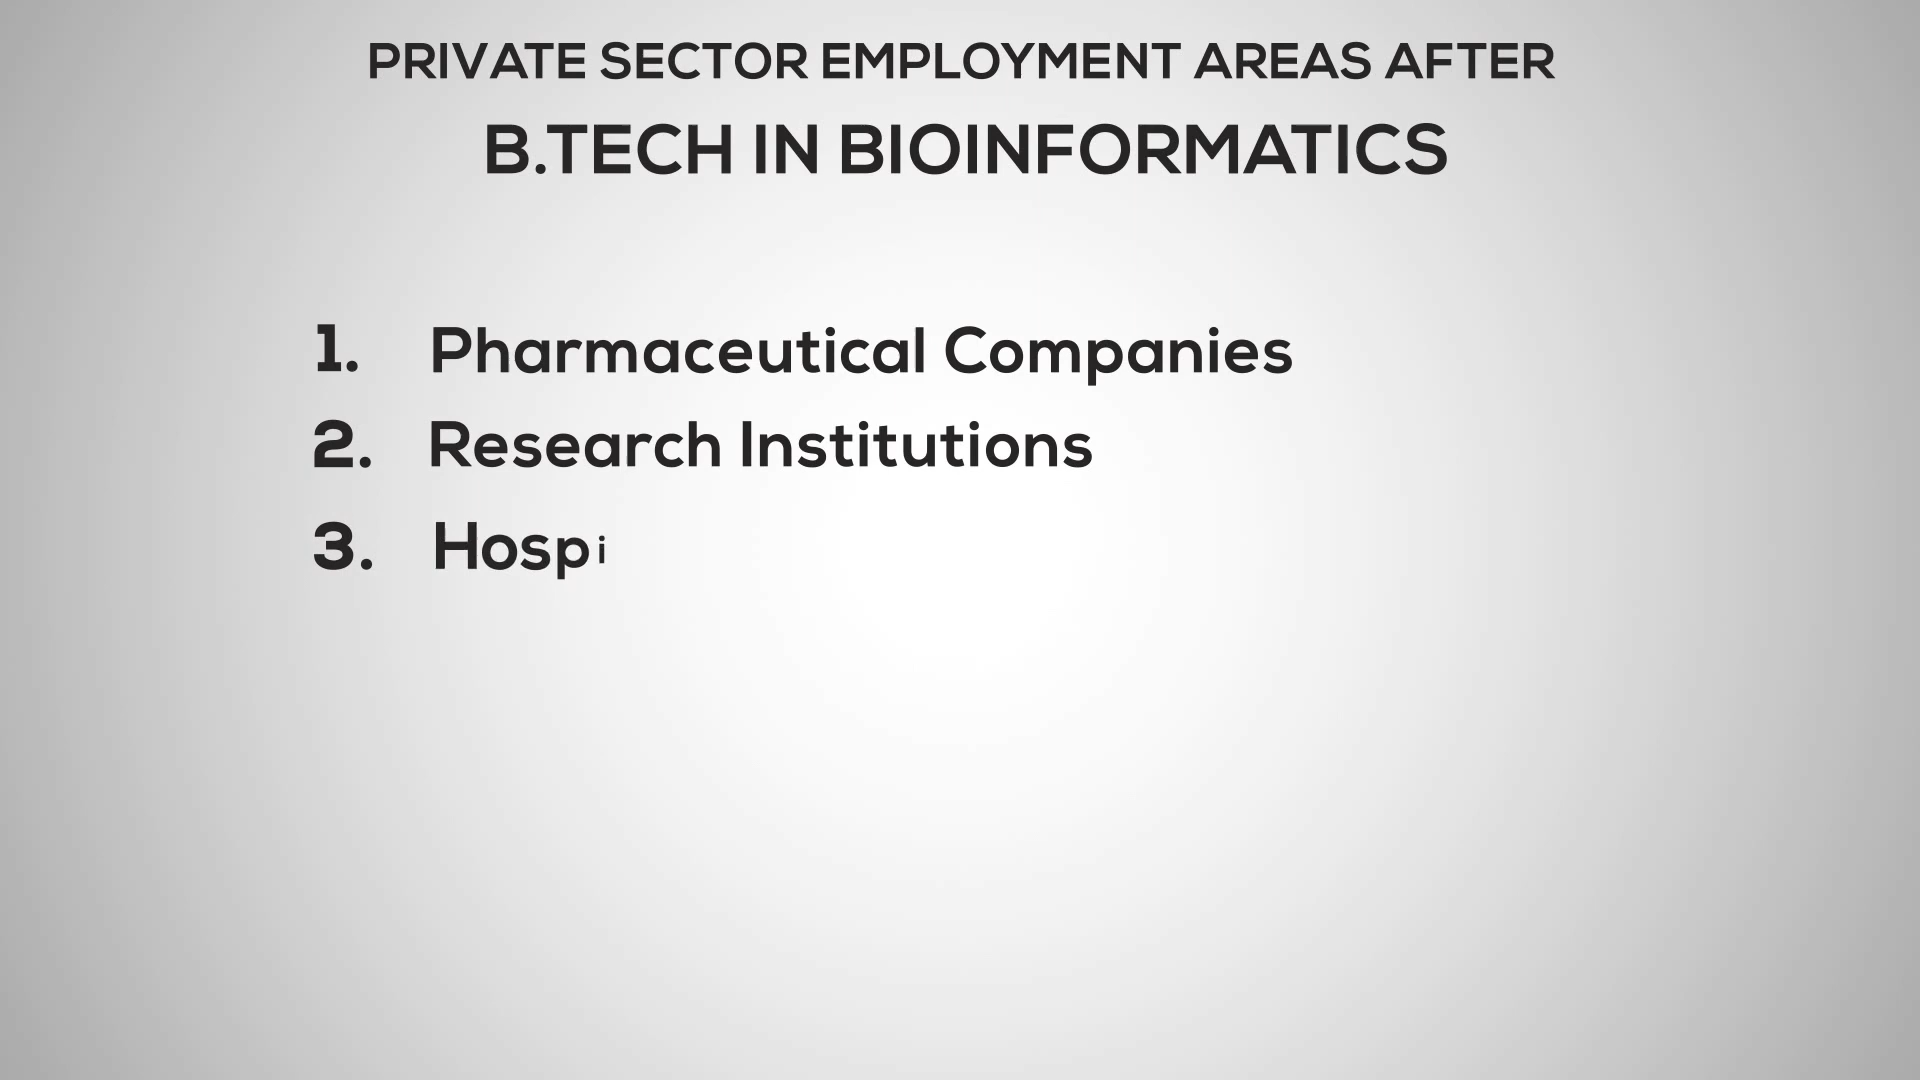 PRIVATE SECTOR EMPLOYMENT AREAS AFTER
B.TECH IN BIOINFORMATICS
1. Pharmaceutical Companies
2. Research Institutions
3. Hospi